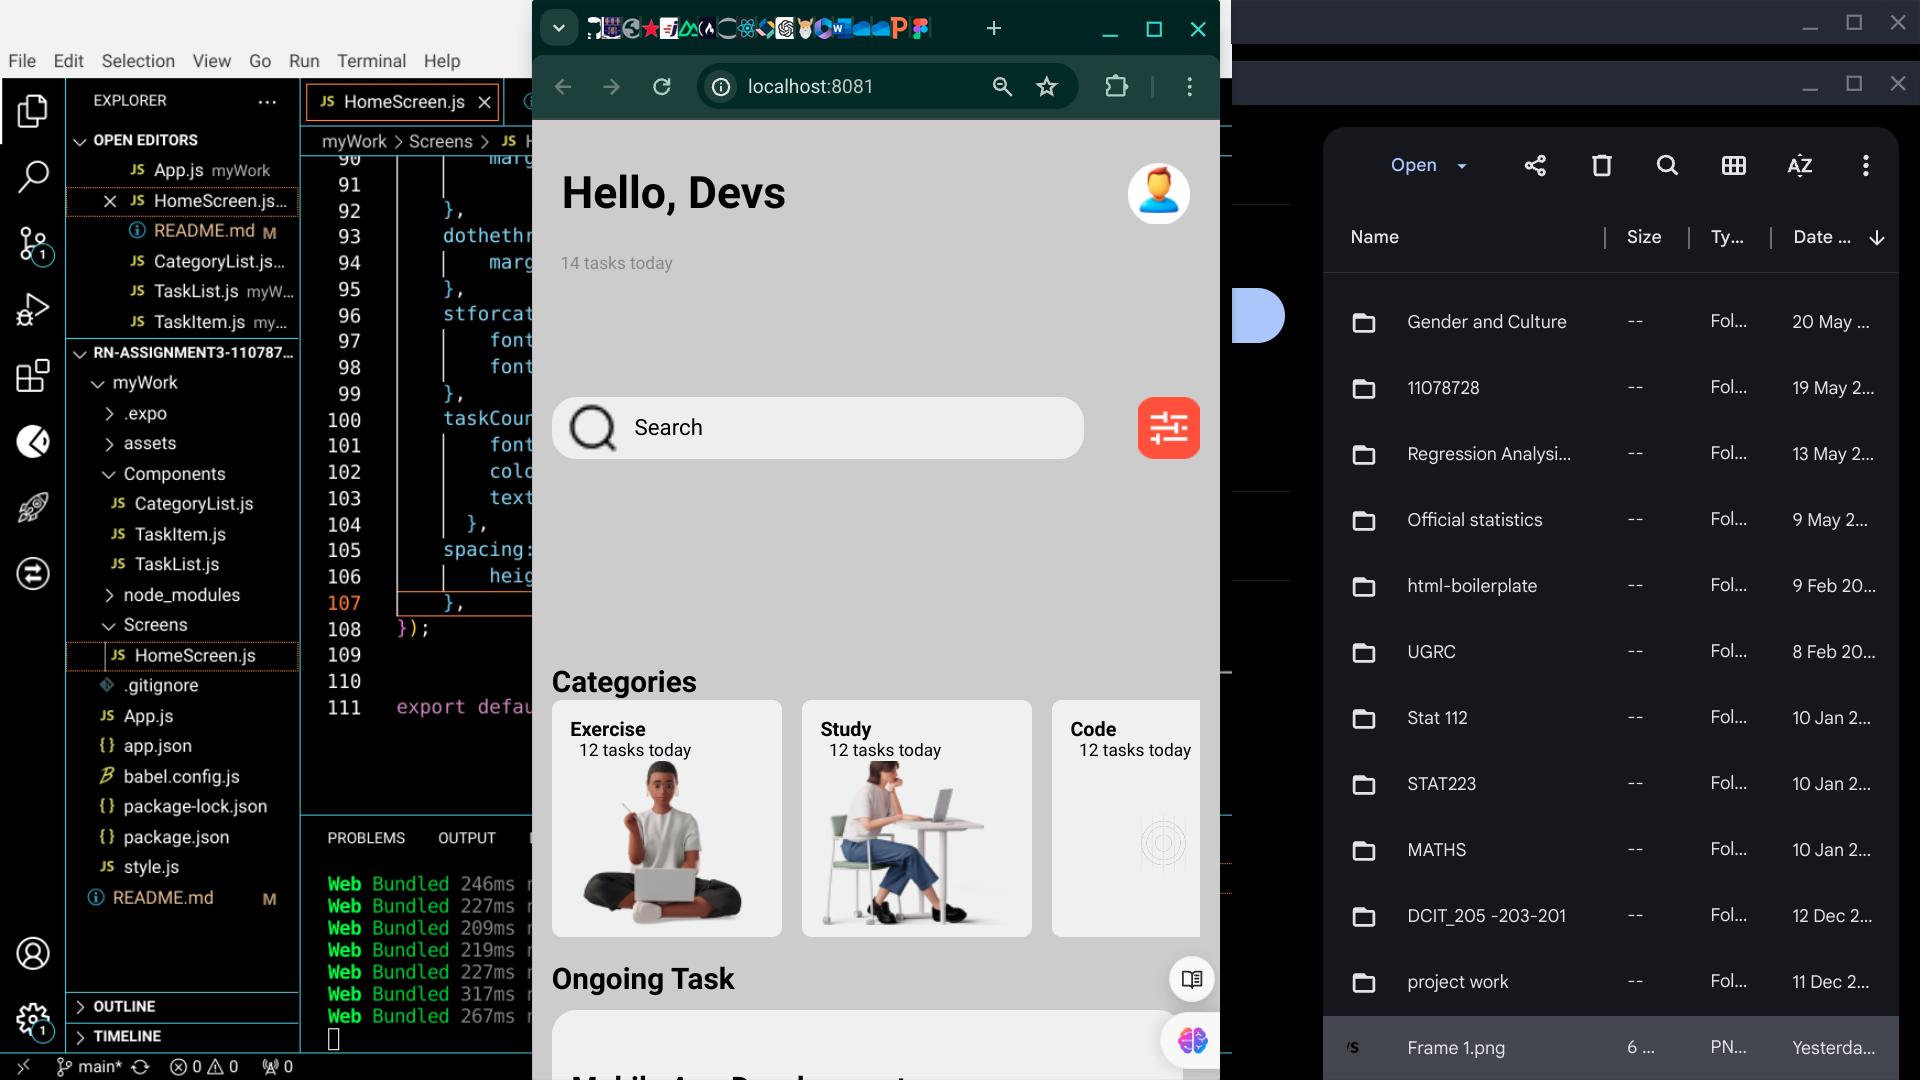 File Edit Selection View Go Run Terminal Help
EXPLORER
OPEN EDITORS
JS App.js myWork
JS HomeScreen.js...
README.md M
JS CategoryList.js...
JS TaskList.js myW...
JS TaskItem.js my...
RN-ASSIGNMENT3-110787...
myWork
.expo
assets
Components
JS CategoryList.js
JS TaskItem.js
JS TaskList.js
node_modules
Screens
JS HomeScreen.js
.gitignore
JS App.js
{} app.json
babel.config.js
{} package-lock.json
{} package.json
JS style.js
README.md M
OUTLINE
TIMELINE
1
1
main* 0 0 0
JS HomeScreen.js
myWork > Screens > JS H
90 marg
91
92 },
93 dothethr
94 marg
95 },
96 stforcat
97 font
98 font
99 },
100 taskCour
101 font
102 colo
103 text
104 },
105 spacing:
106 heig
107 },
108 });
109
110
111 export defau
PROBLEMS OUTPUT
Web Bundled 246ms
Web Bundled 227ms
Web Bundled 209ms
Web Bundled 219ms
Web Bundled 227ms
Web Bundled 317ms
Web Bundled 267ms
localhost:8081
Hello, Devs
14 tasks today
Search
Categories
Exercise
12 tasks today
Study
12 tasks today
Code
12 tasks today
Ongoing Task
Mobile App Development
Open
AZ
Name Size Ty... Date ...
Gender and Culture -- Fol... 20 May ...
11078728 -- Fol... 19 May 2...
Regression Analysi... -- Fol... 13 May 2...
Official statistics -- Fol... 9 May 2...
html-boilerplate -- Fol... 9 Feb 20...
UGRC -- Fol... 8 Feb 20...
Stat 112 -- Fol... 10 Jan 2...
STAT223 -- Fol... 10 Jan 2...
MATHS -- Fol... 10 Jan 2...
DCIT_205 -203-201 -- Fol... 12 Dec 2...
project work -- Fol... 11 Dec 2...
Frame 1.png 6 ... PN... Yesterda...